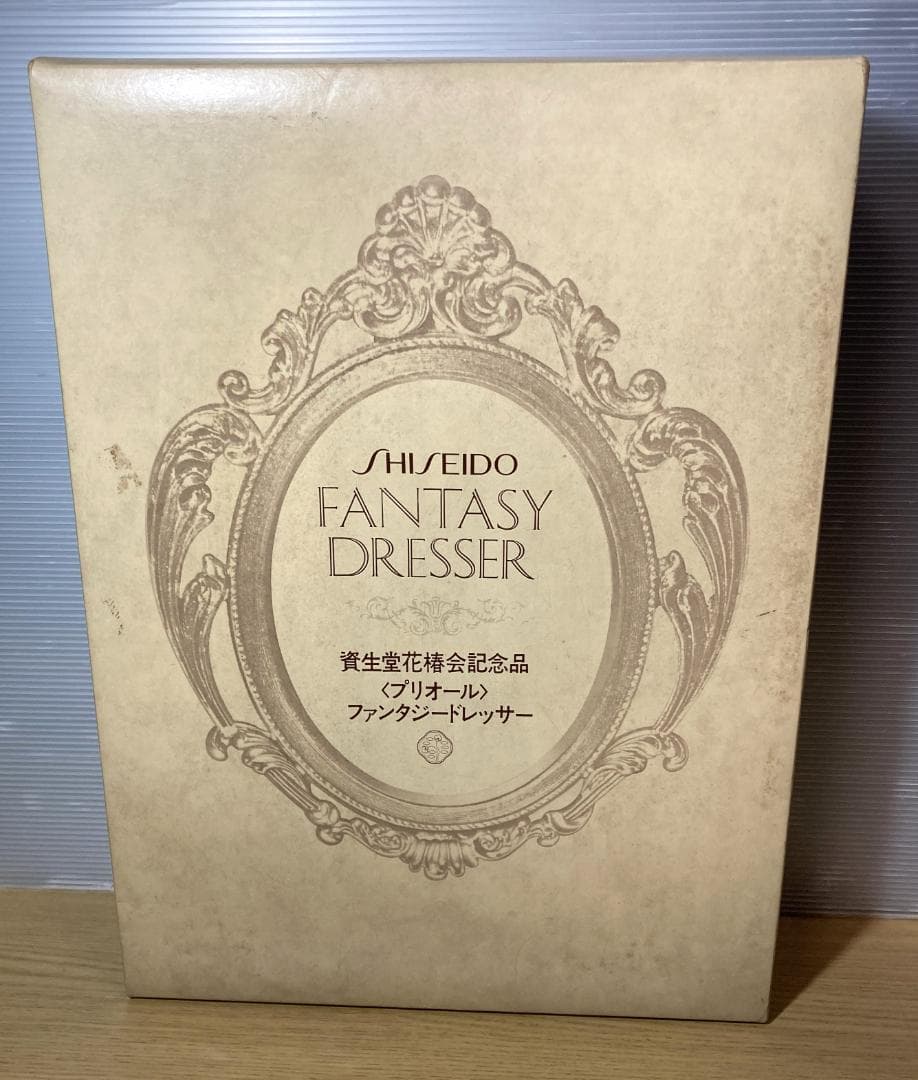 SHISEIDO
FANTASY
DRESSER
資生堂花椿会記念品
〈プリオール〉
ファンタジードレッサー